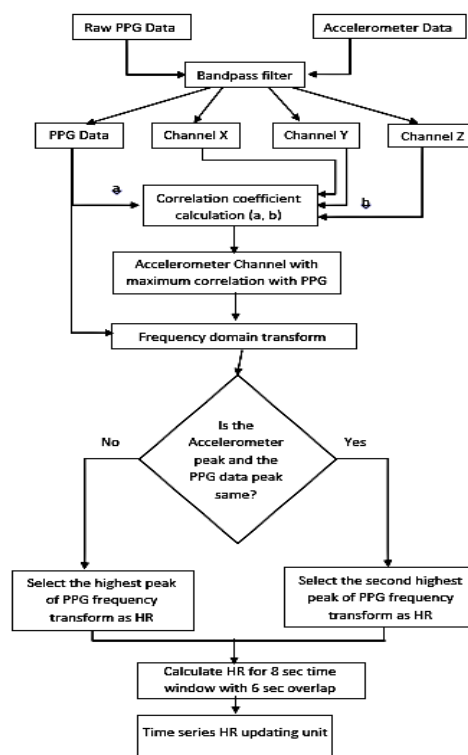 Raw PPG Data
Accelerometer Data
Bandpass filter
PPG Data
Channel X
Channel Y
Channel Z
a
b
Correlation coefficient
calculation (a, b)
Accelerometer Channel with
maximum correlation with PPG
Frequency domain transform
Is the
Accelerometer
peak and the
PPG data peak
same?
No
Yes
Select the highest peak
of PPG frequency
transform as HR
Select the second highest
peak of PPG frequency
transform as HR
Calculate HR for 8 sec time
window with 6 sec overlap
Time series HR updating unit